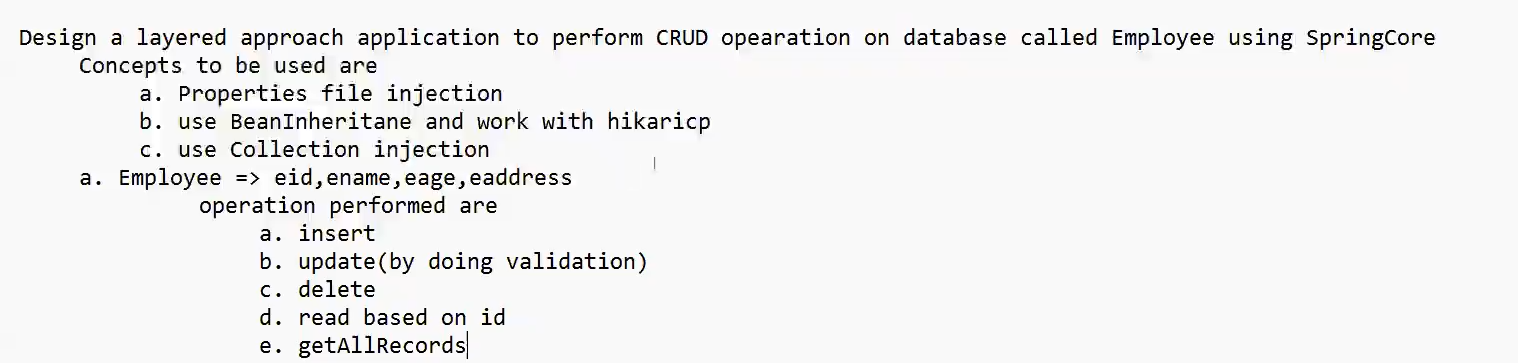 Design a layered approach application to perform CRUD opearation on database called Employee using SpringCore
Concepts to be used are
a. Properties file injection
b. use BeanInheritane and work with hikaricp
c. use Collection injection
a. Employee => eid,ename,eage,eaddress
operation performed are
a. insert
b. update(by doing validation)
c. delete
d. read based on id
e. getAllRecords